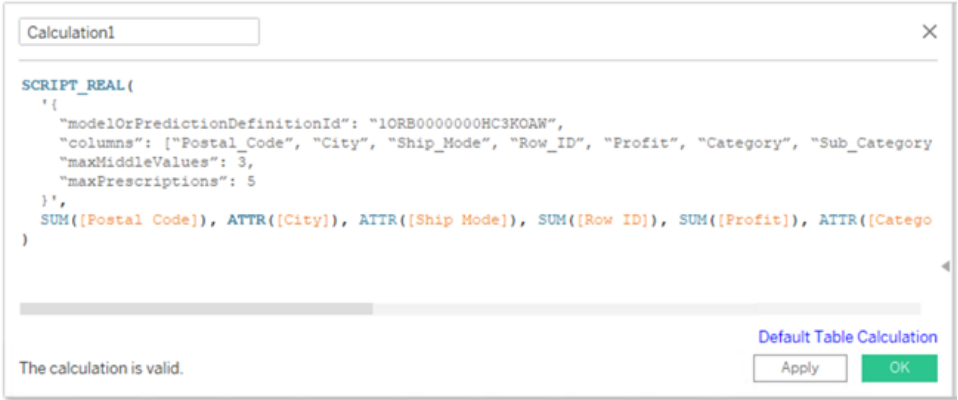 Calculation1
SCRIPT_REAL(
'{
“modelOrPredictionDefinitionId”: “1ORB0000000HC3KOAW”,
“columns”: [“Postal_Code”, “City”, “Ship_Mode”, “Row_ID”, “Profit”, “Category”, “Sub_Category
“maxMiddleValues”: 3,
“maxPrescriptions”: 5
}',
SUM([Postal Code]), ATTR([City]), ATTR([Ship Mode]), SUM([Row ID]), SUM([Profit]), ATTR([Catego
)
Default Table Calculation
The calculation is valid.
Apply
OK